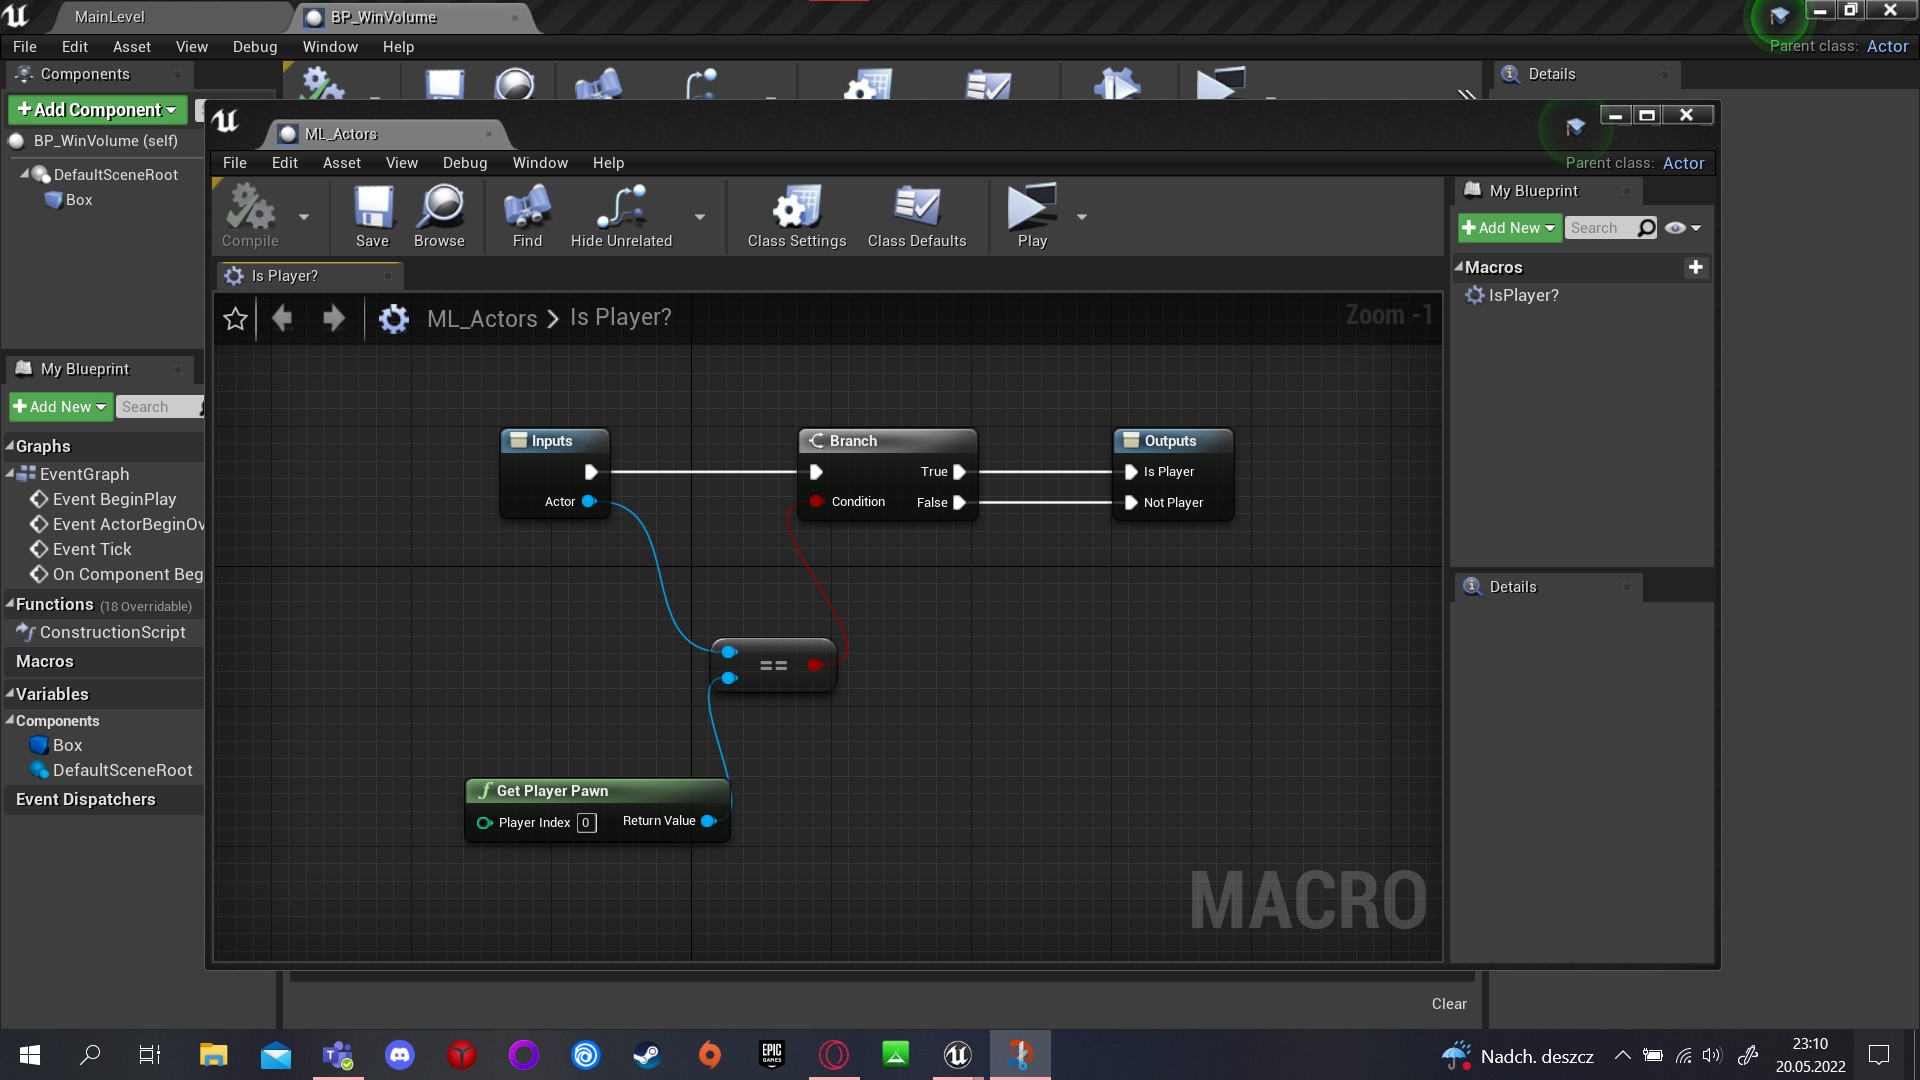 MainLevel
BP_WinVolume
File Edit Asset View Debug Window Help
Parent class: Actor
Components
Details
+Add Component
BP_WinVolume (self)
DefaultSceneRoot
Box
ML_Actors
File Edit Asset View Debug Window Help
Parent class: Actor
Compile
Save
Browse
Find
Hide Unrelated
Class Settings
Class Defaults
Play
My Blueprint
+Add New
Search
Macros
IsPlayer?
Is Player?
ML_Actors > Is Player?
Zoom -1
My Blueprint
+Add New
Search
Graphs
EventGraph
Event BeginPlay
Event ActorBeginOv
Event Tick
On Component Beg
Functions (18 Overridable)
ConstructionScript
Macros
Variables
Components
Box
DefaultSceneRoot
Event Dispatchers
Inputs
Actor
Branch
True
Condition
False
Outputs
Is Player
Not Player
==
Get Player Pawn
Player Index 0
Return Value
Details
MACRO
Clear
EPIC GAMES
Nadch. deszcz
23:10
20.05.2022